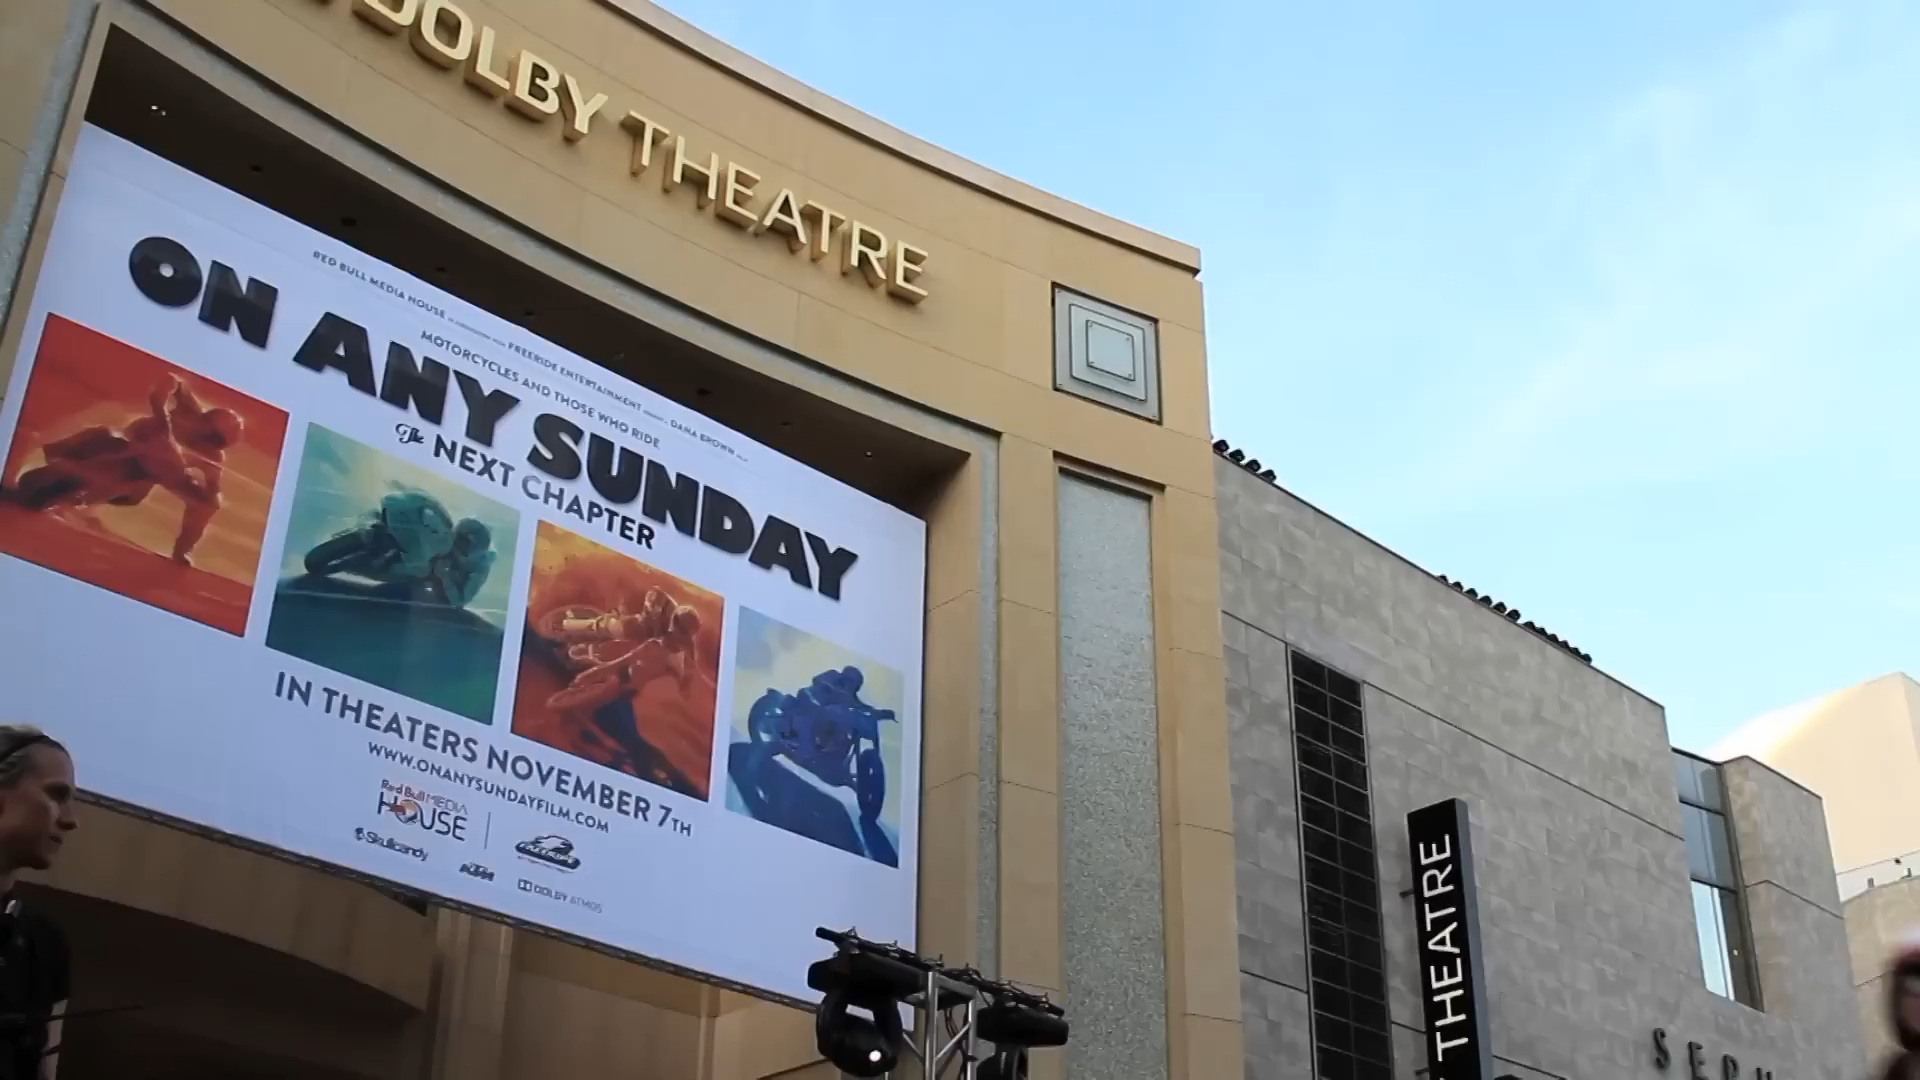 DOLBY THEATRE
RED BULL MEDIA HOUSE FREERIDE ENTERTAINMENT DANA BROWN
MOTORCYCLES AND THOSE WHO RIDE
ON ANY SUNDAY
The NEXT CHAPTER
IN THEATERS NOVEMBER 7TH
WWW.ONANYSUNDAYFILM.COM
Red Bull MEDIA
HOUSE
Skullcandy
KTM
DOLBY ATMOS
THEATRE
SEPH